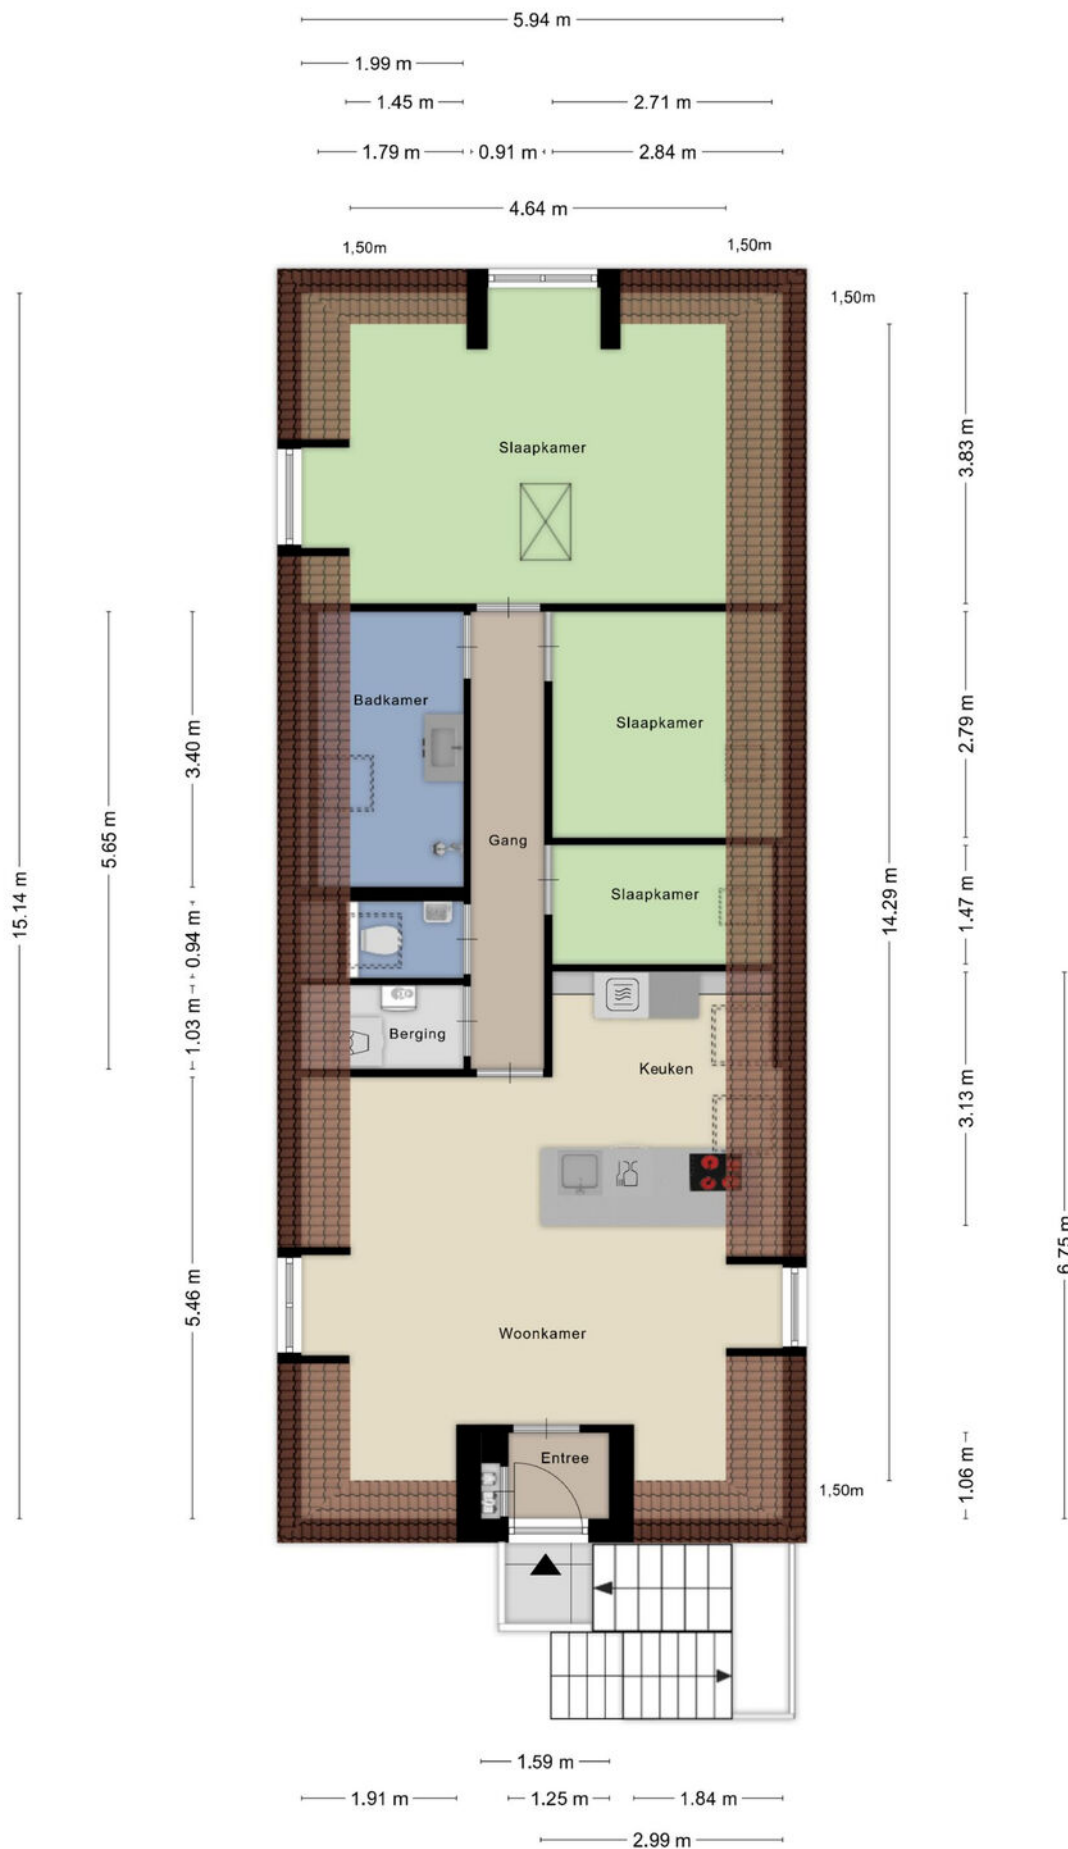 5.94 m
1.99 m
1.45 m
2.71 m
1.79 m
0.91 m
2.84 m
4.64 m
1,50m
1,50m
1,50m
Slaapkamer
3.83 m
Badkamer
Slaapkamer
2.79 m
3.40 m
5.65 m
Gang
15.14 m
14.29 m
Slaapkamer
1.47 m
0.94 m
1.03 m
Berging
Keuken
3.13 m
6.75 m
5.46 m
Woonkamer
Entree
1.06 m
1,50m
1.59 m
1.91 m
1.25 m
1.84 m
2.99 m